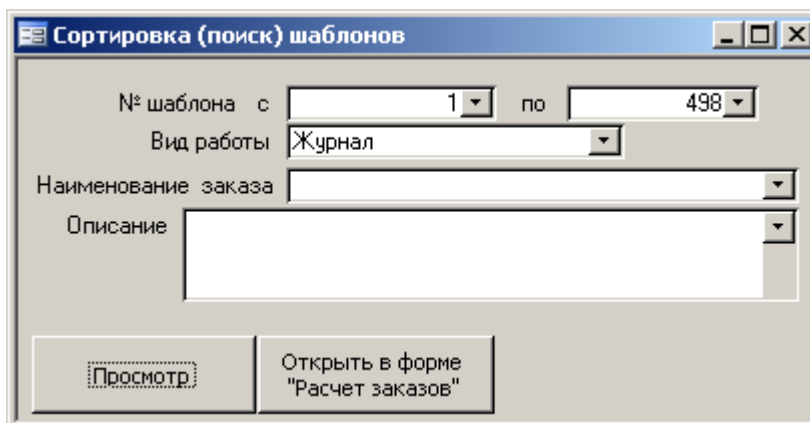 Сортировка (поиск) шаблонов
№ шаблона с 1 по 498
Вид работы Журнал
Наименование заказа
Описание
Просмотр
Открыть в форме
"Расчет заказов"